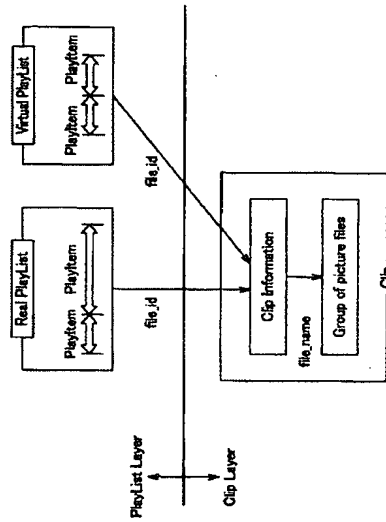 Real PlayList
Virtual PlayList
PlayItem
PlayItem
PlayItem
PlayItem
PlayList Layer
file_id
file_id
Clip Layer
Clip Information
file_name
Group of picture files